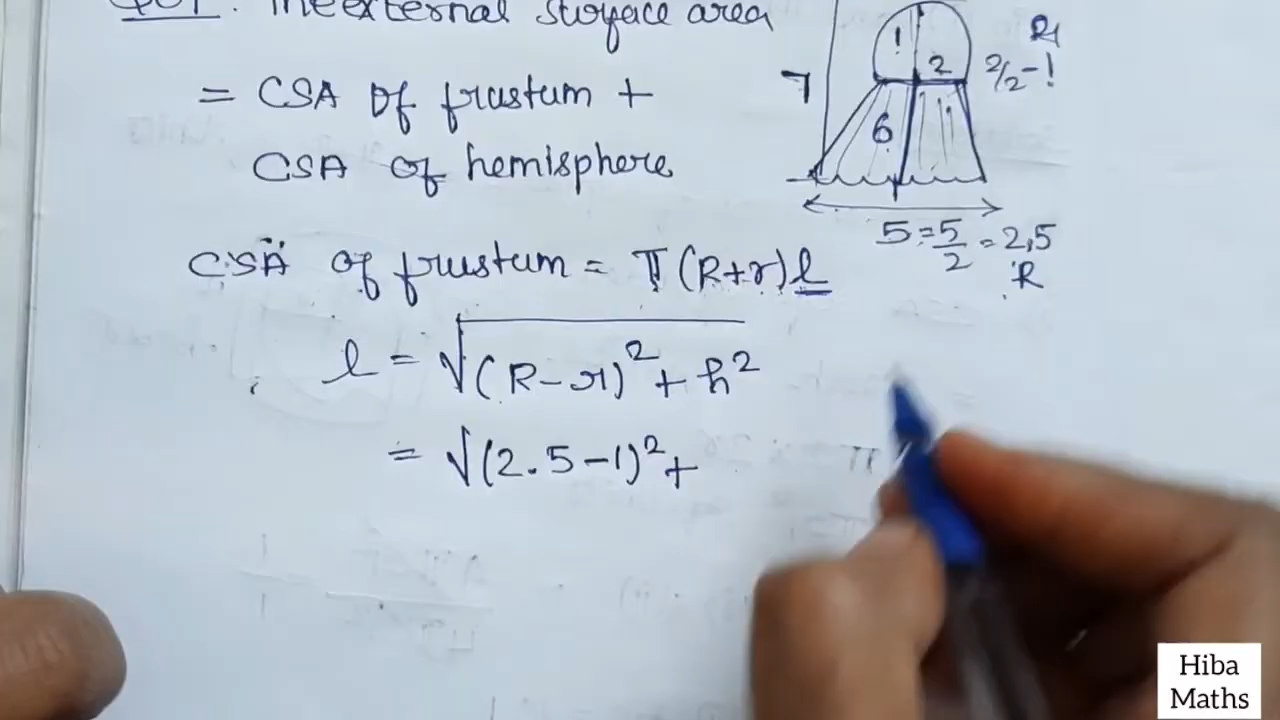 The external surface area
= CSA of frustum +
CSA of hemisphere
7
1
2
6
R
2/2 - 1
5 = 5/2 = 2,5
R
CSA of frustum = π(R+r)l
l = √(R-r)² + h²
= √(2.5-1)² +
π
Hiba
Maths